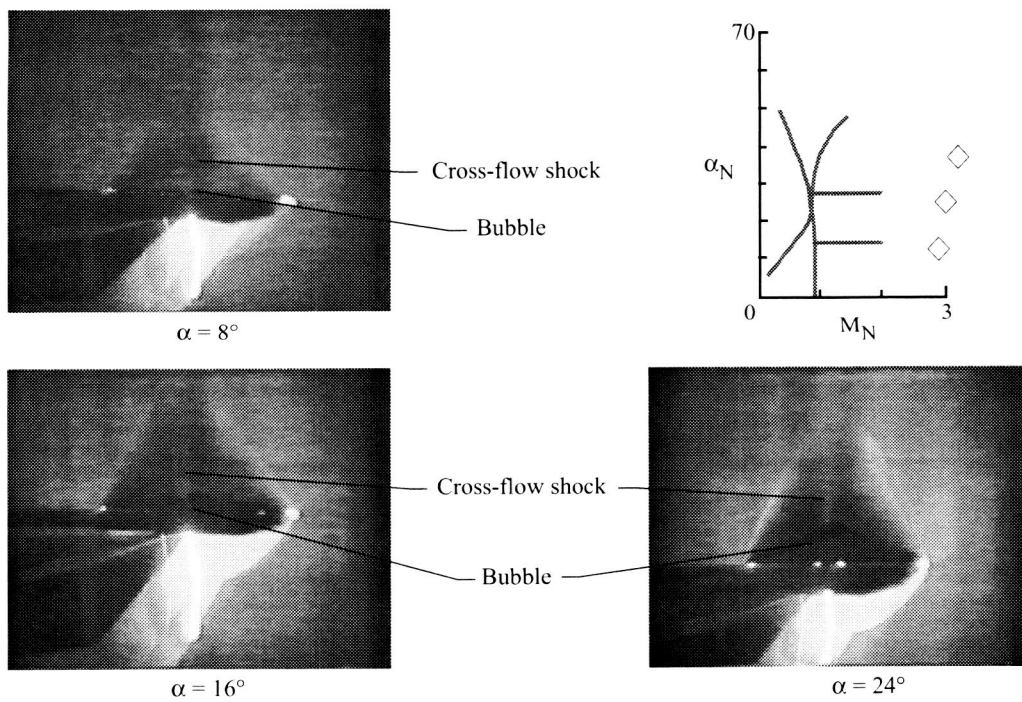 70
α_N
0
M_N
3
Cross-flow shock
Bubble
α = 8°
Cross-flow shock
Bubble
α = 16°
α = 24°